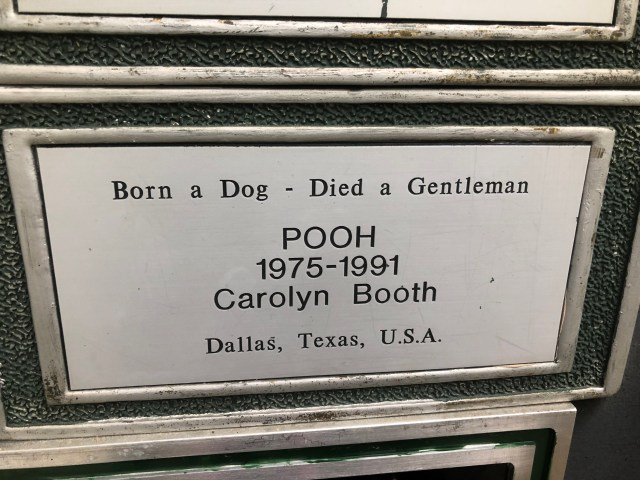 Born a Dog - Died a Gentleman
POOH
1975-1991
Carolyn Booth
Dallas, Texas, U.S.A.